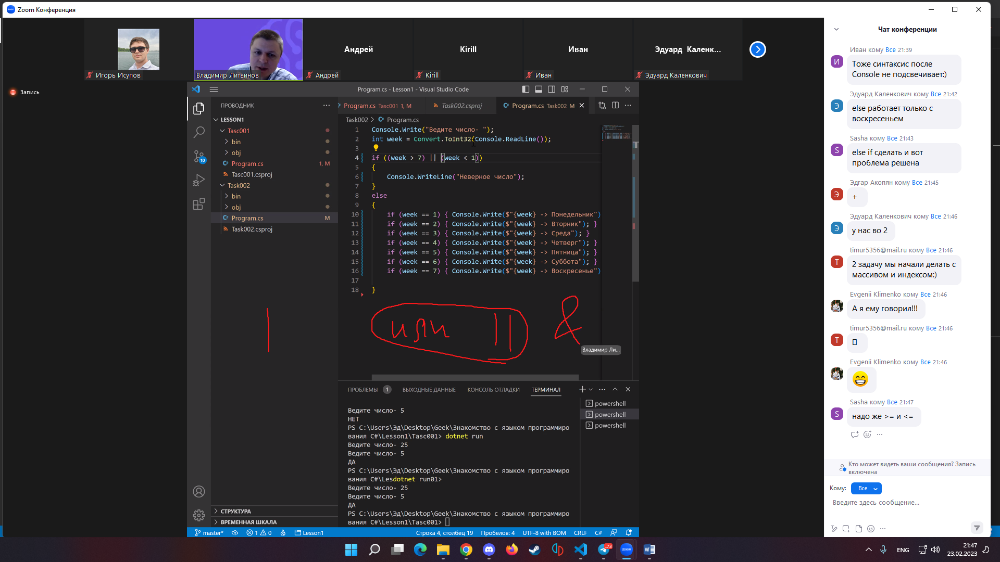 Zoom Конференция
Игорь Исупов
Владимир Литвинов
Андрей
Андрей
Kirill
Kirill
Иван
Иван
Эдуард Каленк...
Эдуард Каленкович
Запись
Program.cs - Lesson1 - Visual Studio Code
ПРОВОДНИК
LESSON1
Tasc001
bin
obj
Program.cs 1, M
Tasc001.csproj
Task002
bin
obj
Program.cs M
Task002.csproj
10
СТРУКТУРА
ВРЕМЕННАЯ ШКАЛА
Program.cs Tasc001 1, M
Task002.csproj
Program.cs Task002 M
Task002 > Program.cs
1 Console.Write("Ведите число- ");
2 int week = Convert.ToInt32(Console.ReadLine());
3
4 if ((week > 7) || (week < 1))
5 {
6 Console.WriteLine("Неверное число");
7 }
8 else
9 {
10 if (week == 1) { Console.Write($"{week} -> Понедельник")
11 if (week == 2) { Console.Write($"{week} -> Вторник"); }
12 if (week == 3) { Console.Write($"{week} -> Среда"); }
13 if (week == 4) { Console.Write($"{week} -> Четверг"); }
14 if (week == 5) { Console.Write($"{week} -> Пятница"); }
15 if (week == 6) { Console.Write($"{week} -> Суббота"); }
16 if (week == 7) { Console.Write($"{week} -> Воскресенье")
17
18 }
| или || &
Владимир Ли...
ПРОБЛЕМЫ 1 ВЫХОДНЫЕ ДАННЫЕ КОНСОЛЬ ОТЛАДКИ ТЕРМИНАЛ
powershell
powershell
powershell
Ведите число- 5
НЕТ
PS C:\Users\Эд\Desktop\Geek\Знакомство с языком программиро
вания C#\Lesson1\Tasc001> dotnet run
Ведите число- 25
Ведите число- 5
ДА
PS C:\Users\Эд\Desktop\Geek\Знакомство с языком программиро
вания C#\Lesdotnet run01>
Ведите число- 25
Ведите число- 5
ДА
PS C:\Users\Эд\Desktop\Geek\Знакомство с языком программиро
вания C#\Lesson1\Tasc001>
master* 1 0 Lesson1 Строка 4, столбец 19 Пробелов: 4 UTF-8 with BOM CRLF C#
Чат конференции
Иван кому Все 21:39
И
Тоже синтаксис после
Console не подсвечивает:)
Эдуард Каленкович кому Все 21:42
Э
else работает только с
воскресеньем
Sasha кому Все 21:43
S
else if сделать и вот
проблема решена
Эдгар Акопян кому Все 21:45
Э
+
Эдуард Каленкович кому Все 21:46
Э
у нас во 2
timur5356@mail.ru кому Все 21:46
T
2 задачу мы начали делать с
массивом и индексом:)
Evgenii Klimenko кому Все 21:46
А я ему говорил!!!
timur5356@mail.ru кому Все 21:46
T
Evgenii Klimenko кому Все 21:46
😁
Sasha кому Все 21:47
S
надо же >= и <=
Кто может видеть ваши сообщения? Запись
включена
Кому: Все
Введите здесь сообщение...
73
zoom
ENG
21:47
23.02.2023